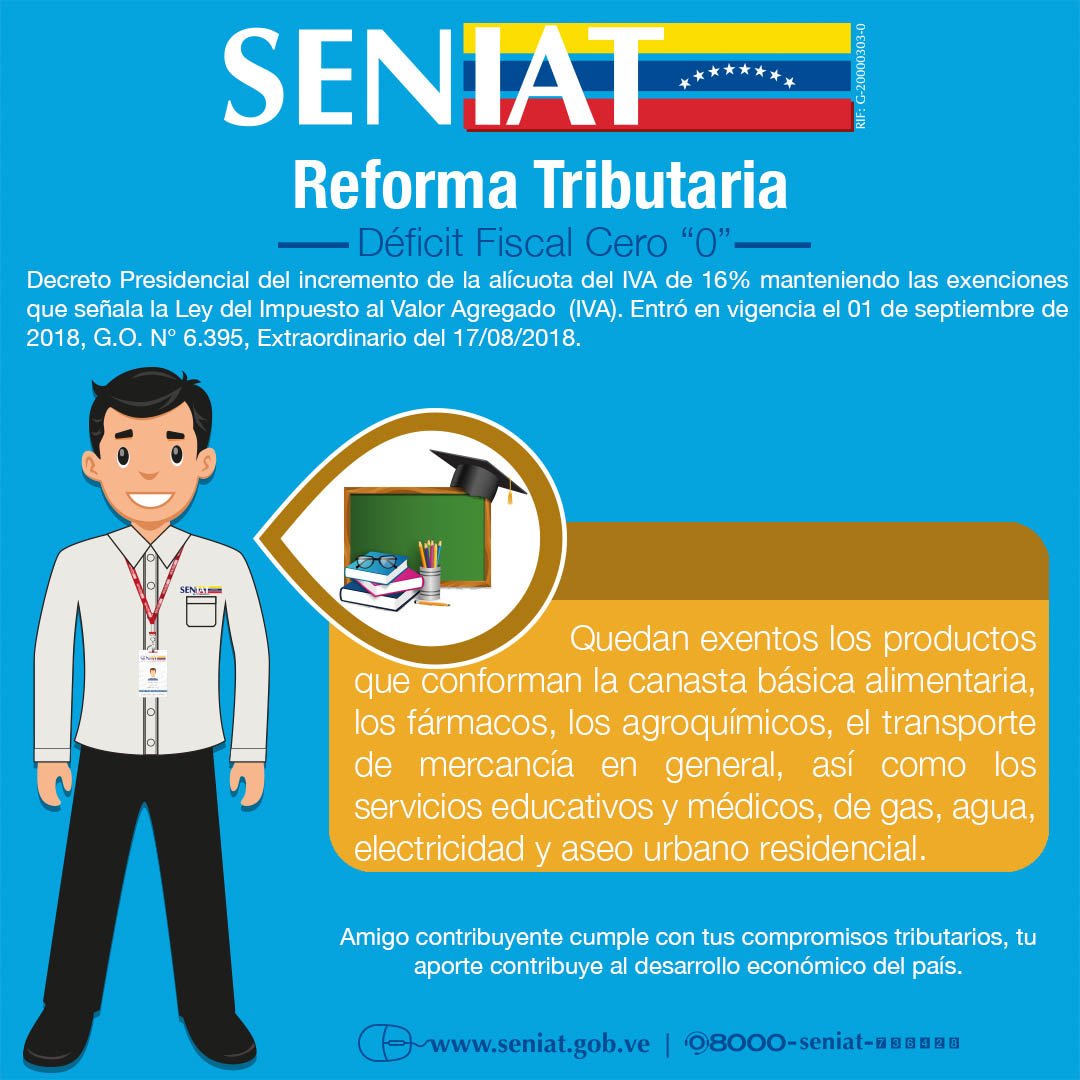 SENIAT
RIF: G-20000303-0
Reforma Tributaria
Déficit Fiscal Cero “0”
Decreto Presidencial del incremento de la alícuota del IVA de 16% manteniendo las exenciones
que señala la Ley del Impuesto al Valor Agregado (IVA). Entró en vigencia el 01 de septiembre de
2018, G.O. N° 6.395, Extraordinario del 17/08/2018.
SENIAT
Quedan exentos los productos
que conforman la canasta básica alimentaria,
los fármacos, los agroquímicos, el transporte
de mercancía en general, así como los
servicios educativos y médicos, de gas, agua,
electricidad y aseo urbano residencial.
Amigo contribuyente cumple con tus compromisos tributarios, tu
aporte contribuye al desarrollo económico del país.
www.seniat.gob.ve | 08000-seniat-736428